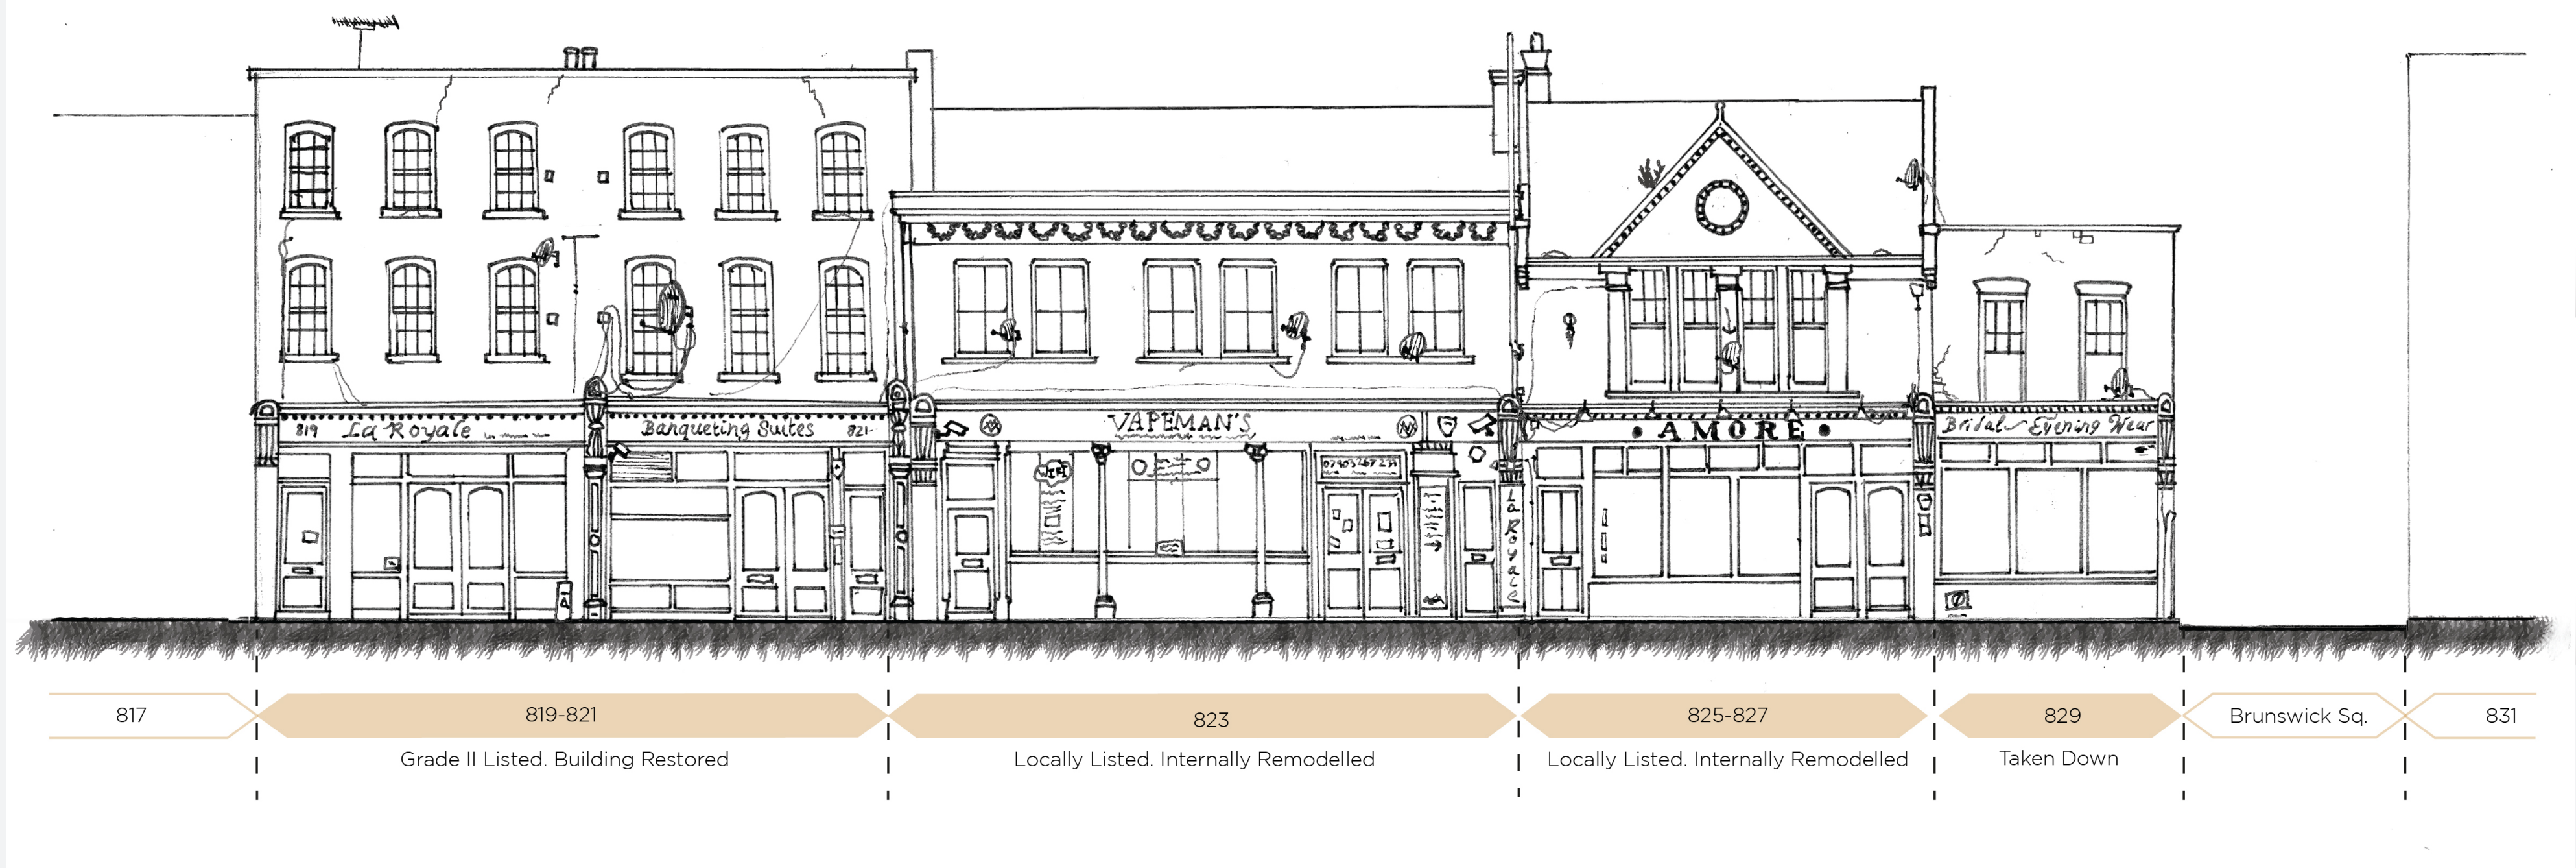 819 La Royale
Banqueting Suites 821
VAPEMAN'S
WIFI
LA Royale
• AMORE •
Bridal~Evening Wear
817
819-821
823
825-827
829
Brunswick Sq.
831
Grade II Listed. Building Restored
Locally Listed. Internally Remodelled
Locally Listed. Internally Remodelled
Taken Down